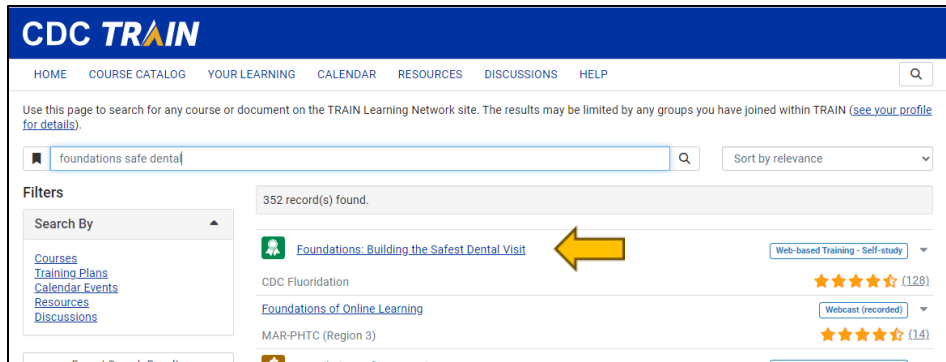 CDC TRAIN
HOME COURSE CATALOG YOUR LEARNING CALENDAR RESOURCES DISCUSSIONS HELP
Use this page to search for any course or document on the TRAIN Learning Network site. The results may be limited by any groups you have joined within TRAIN (see your profile
for details).
foundations safe dental
Sort by relevance
Filters
352 record(s) found.
Search By
Foundations: Building the Safest Dental Visit
Web-based Training - Self-study
Courses
Training Plans
Calendar Events
Resources
Discussions
CDC Fluoridation
(128)
Foundations of Online Learning
Webcast (recorded)
MAR-PHTC (Region 3)
(14)